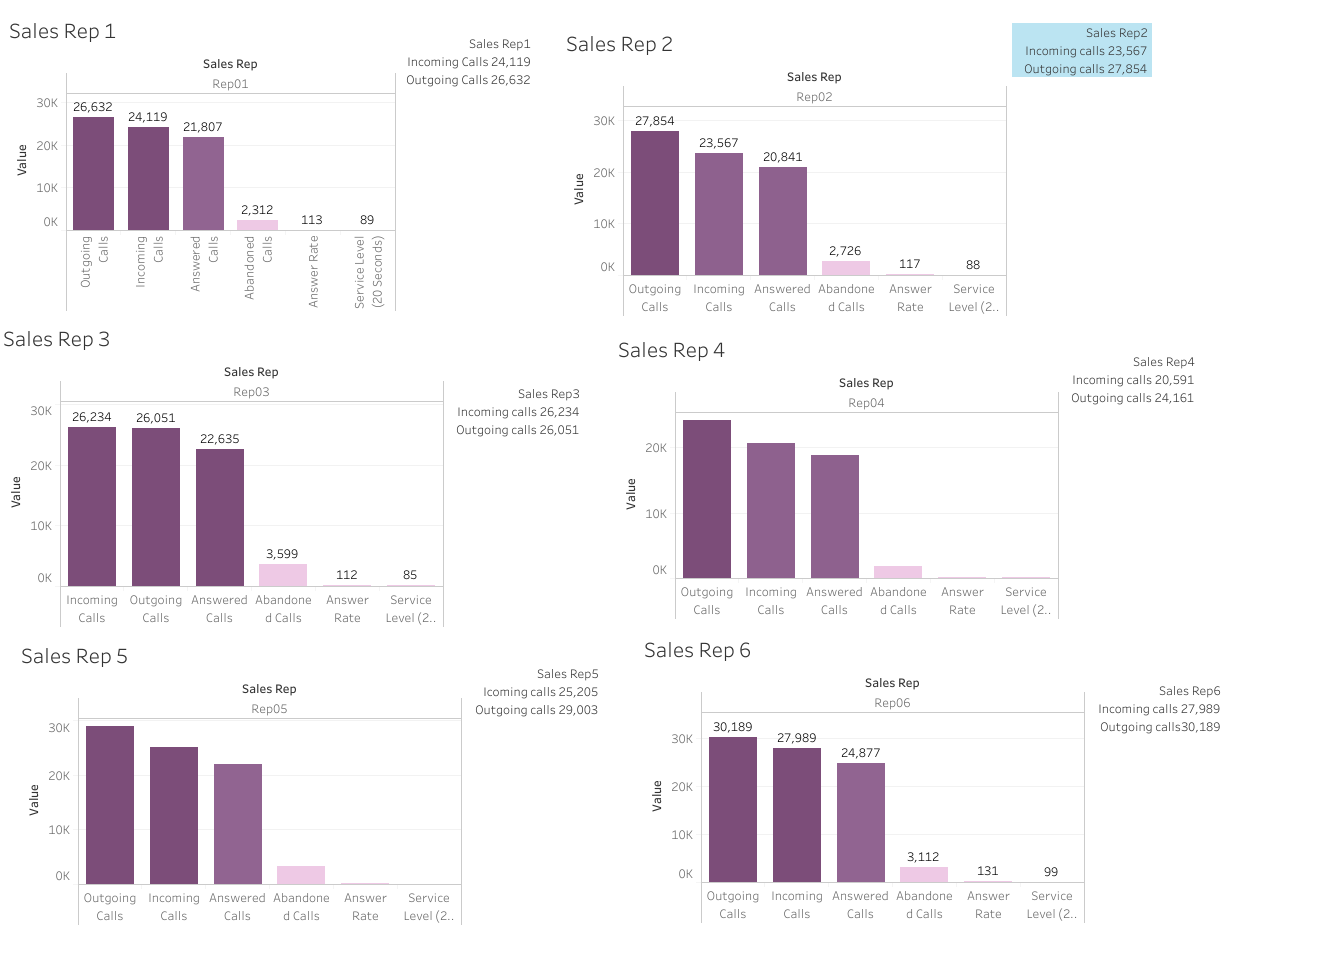 Sales Rep 1
Sales Rep1
Incoming Calls 24,119
Outgoing Calls 26,632
Sales Rep
Rep01
Value
30K
20K
10K
0K
26,632
24,119
21,807
2,312
113
89
Outgoing
Calls
Incoming
Calls
Answered
Calls
Abandoned
Calls
Answer Rate
Service Level
(20 Seconds)
Sales Rep 2
Sales Rep2
Incoming calls 23,567
Outgoing calls 27,854
Sales Rep
Rep02
Value
30K
20K
10K
0K
27,854
23,567
20,841
2,726
117
88
Outgoing
Calls
Incoming
Calls
Answered
Calls
Abandone
d Calls
Answer
Rate
Service
Level (2..
Sales Rep 3
Sales Rep3
Incoming calls 26,234
Outgoing calls 26,051
Sales Rep
Rep03
Value
30K
20K
10K
0K
26,234
26,051
22,635
3,599
112
85
Incoming
Calls
Outgoing
Calls
Answered
Calls
Abandone
d Calls
Answer
Rate
Service
Level (2..
Sales Rep 4
Sales Rep4
Incoming calls 20,591
Outgoing calls 24,161
Sales Rep
Rep04
Value
20K
10K
0K
Outgoing
Calls
Incoming
Calls
Answered
Calls
Abandone
d Calls
Answer
Rate
Service
Level (2..
Sales Rep 5
Sales Rep5
Icoming calls 25,205
Outgoing calls 29,003
Sales Rep
Rep05
Value
30K
20K
10K
0K
Outgoing
Calls
Incoming
Calls
Answered
Calls
Abandone
d Calls
Answer
Rate
Service
Level (2..
Sales Rep 6
Sales Rep6
Incoming calls 27,989
Outgoing calls30,189
Sales Rep
Rep06
Value
30K
20K
10K
0K
30,189
27,989
24,877
3,112
131
99
Outgoing
Calls
Incoming
Calls
Answered
Calls
Abandone
d Calls
Answer
Rate
Service
Level (2..